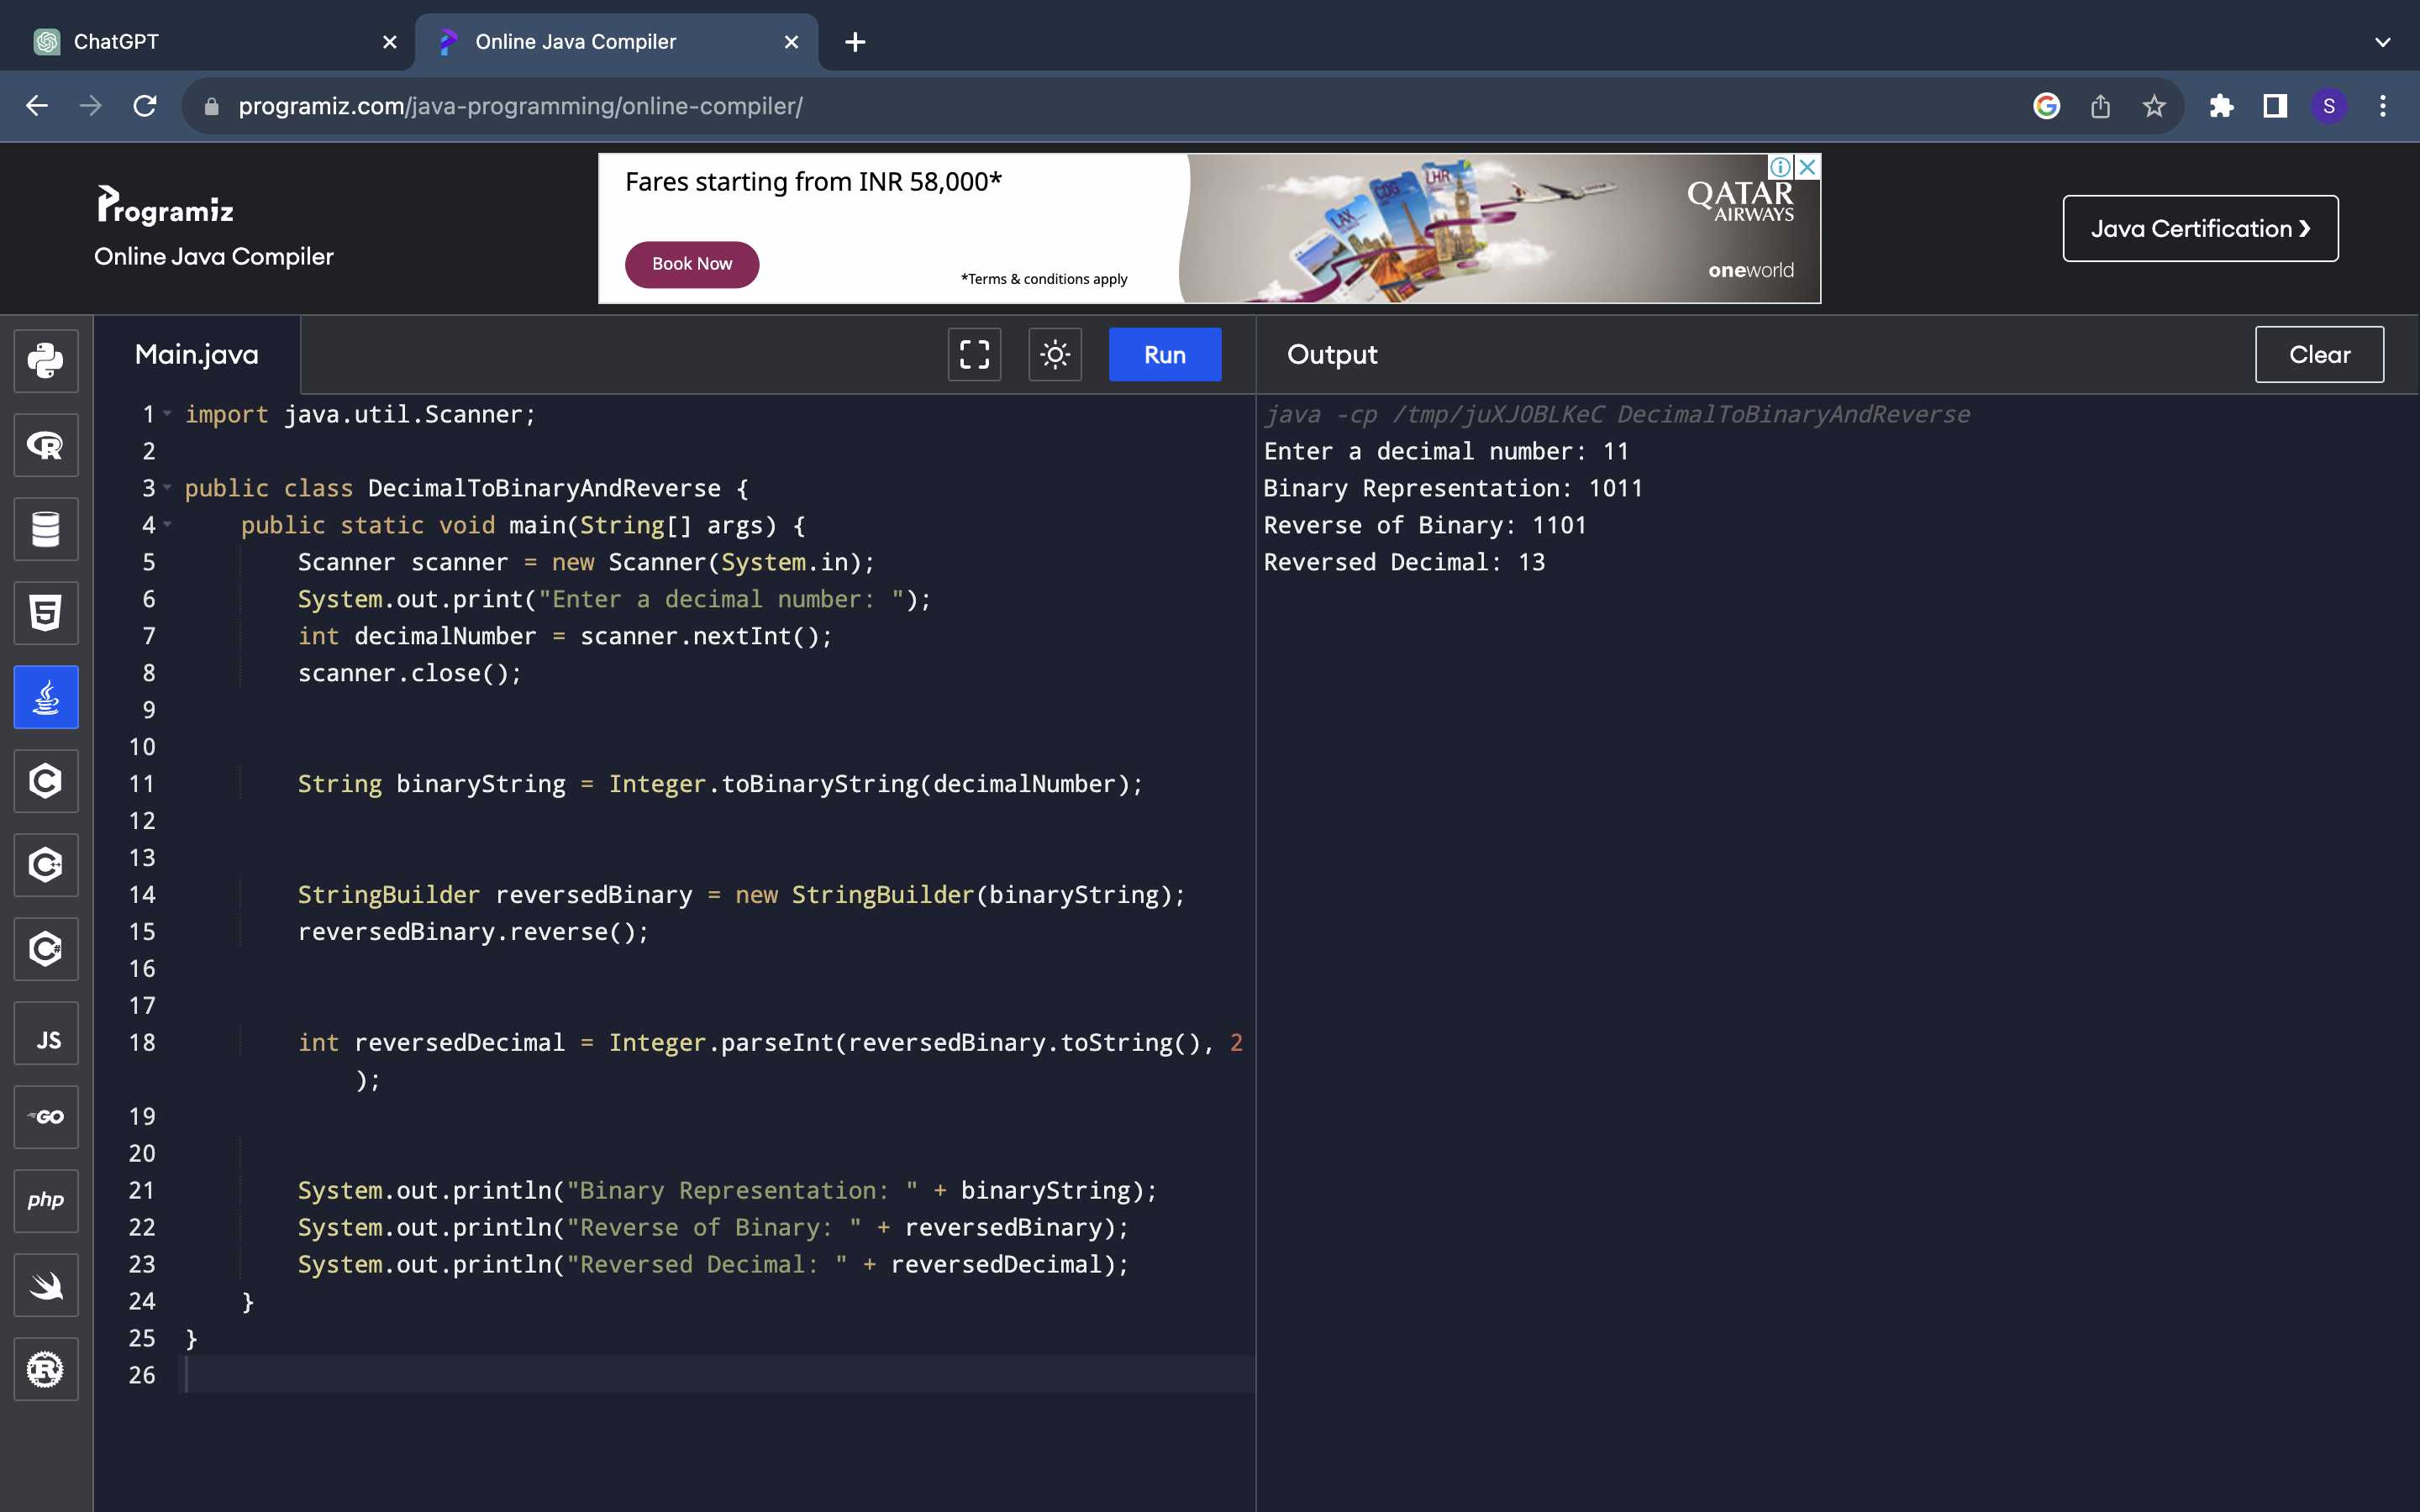 ChatGPT
Online Java Compiler
programiz.com/java-programming/online-compiler/
S
Programiz
Online Java Compiler
Fares starting from INR 58,000*
Book Now
*Terms & conditions apply
LAX
CDG
LHR
QATAR
AIRWAYS
oneworld
Java Certification ❯
Main.java
Run
Output
Clear
1 import java.util.Scanner;
2
3 public class DecimalToBinaryAndReverse {
4 public static void main(String[] args) {
5 Scanner scanner = new Scanner(System.in);
6 System.out.print("Enter a decimal number: ");
7 int decimalNumber = scanner.nextInt();
8 scanner.close();
9
10
11 String binaryString = Integer.toBinaryString(decimalNumber);
12
13
14 StringBuilder reversedBinary = new StringBuilder(binaryString);
15 reversedBinary.reverse();
16
17
18 int reversedDecimal = Integer.parseInt(reversedBinary.toString(), 2
);
19
20
21 System.out.println("Binary Representation: " + binaryString);
22 System.out.println("Reverse of Binary: " + reversedBinary);
23 System.out.println("Reversed Decimal: " + reversedDecimal);
24 }
25 }
26
java -cp /tmp/juXJ0BLKeC DecimalToBinaryAndReverse
Enter a decimal number: 11
Binary Representation: 1011
Reverse of Binary: 1101
Reversed Decimal: 13
R
5
C
C++
C#
JS
GO
php
R